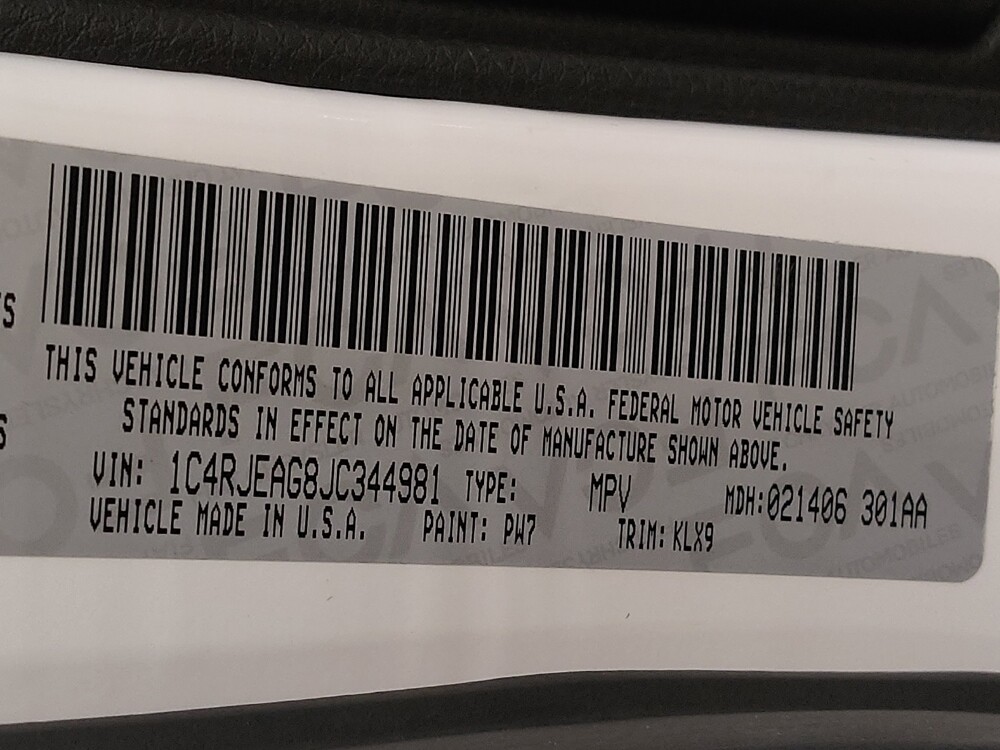 THIS VEHICLE CONFORMS TO ALL APPLICABLE U.S.A. FEDERAL MOTOR VEHICLE SAFETY
STANDARDS IN EFFECT ON THE DATE OF MANUFACTURE SHOWN ABOVE.
VIN: 1C4RJEAG8JC344981 TYPE: MPV MDH:021406 301AA
VEHICLE MADE IN U.S.A. PAINT: PW7 TRIM: KLX9